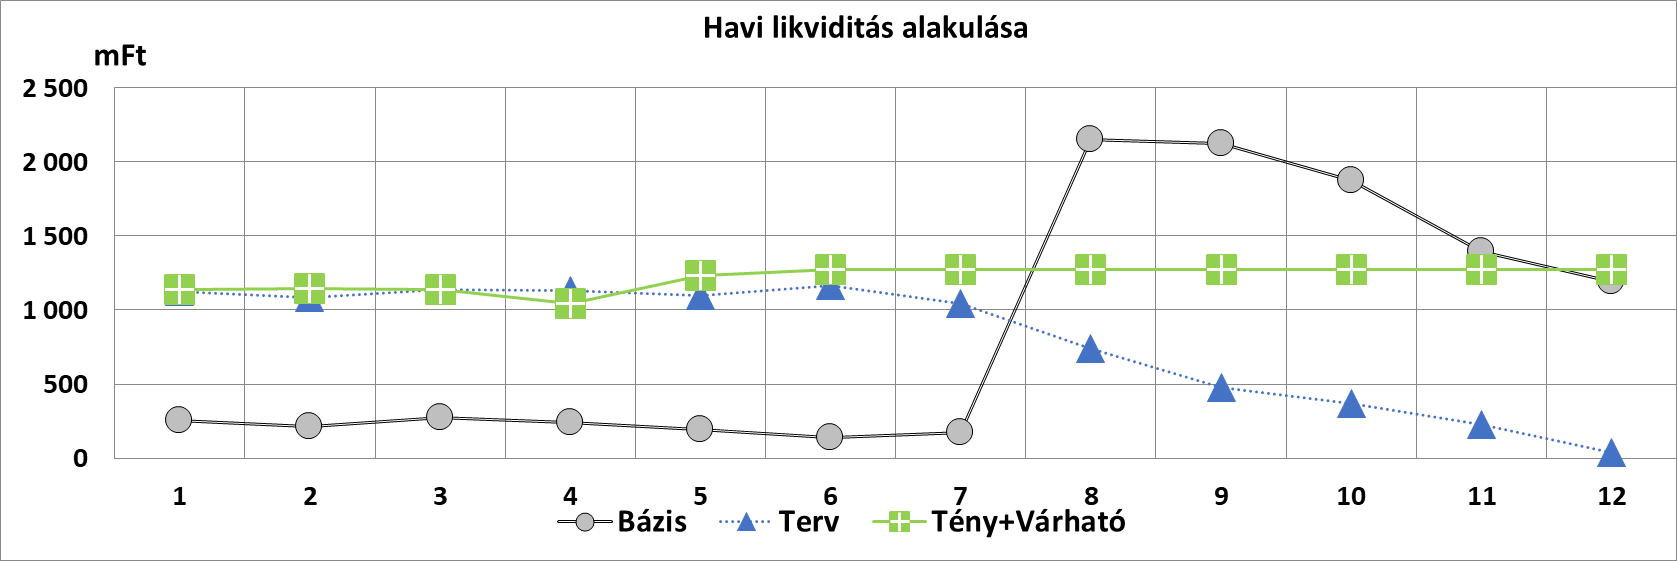 Havi likviditás alakulása
mFt
2 500
2 000
1 500
1 000
500
0
1 2 3 4 5 6 7 8 9 10 11 12
Bázis Terv Tény+Várható